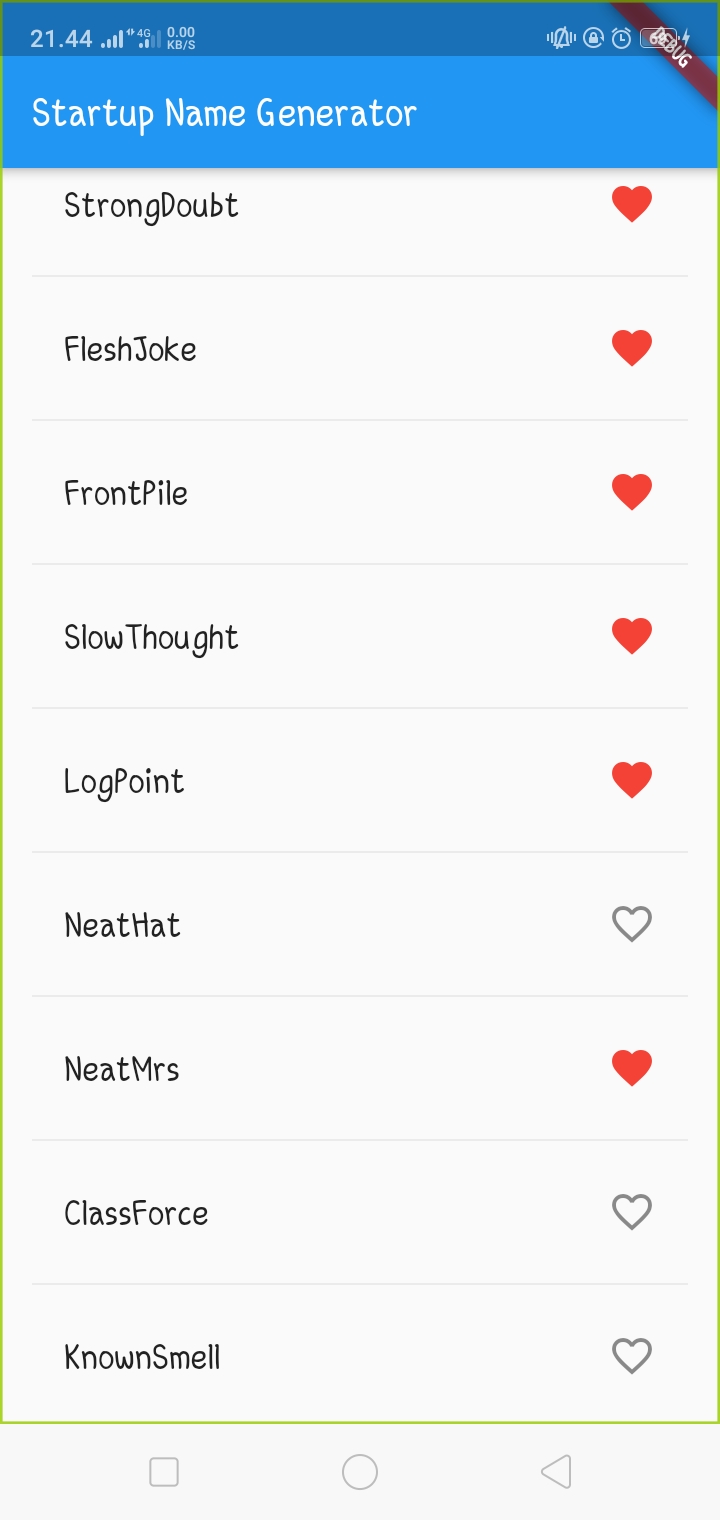 21.44 4G 0.00
KB/S
DEBUG
Startup Name Generator
StrongDoubt
FleshJoke
FrontPile
SlowThought
LogPoint
NeatHat
NeatMrs
ClassForce
KnownSmell